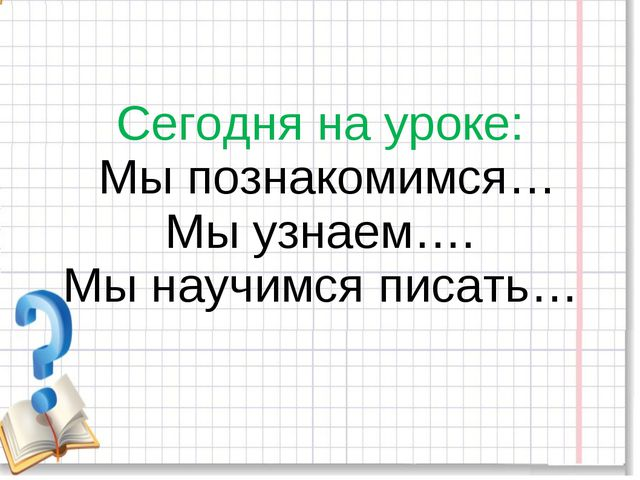 Сегодня на уроке:
Мы познакомимся…
Мы узнаем….
Мы научимся писать…